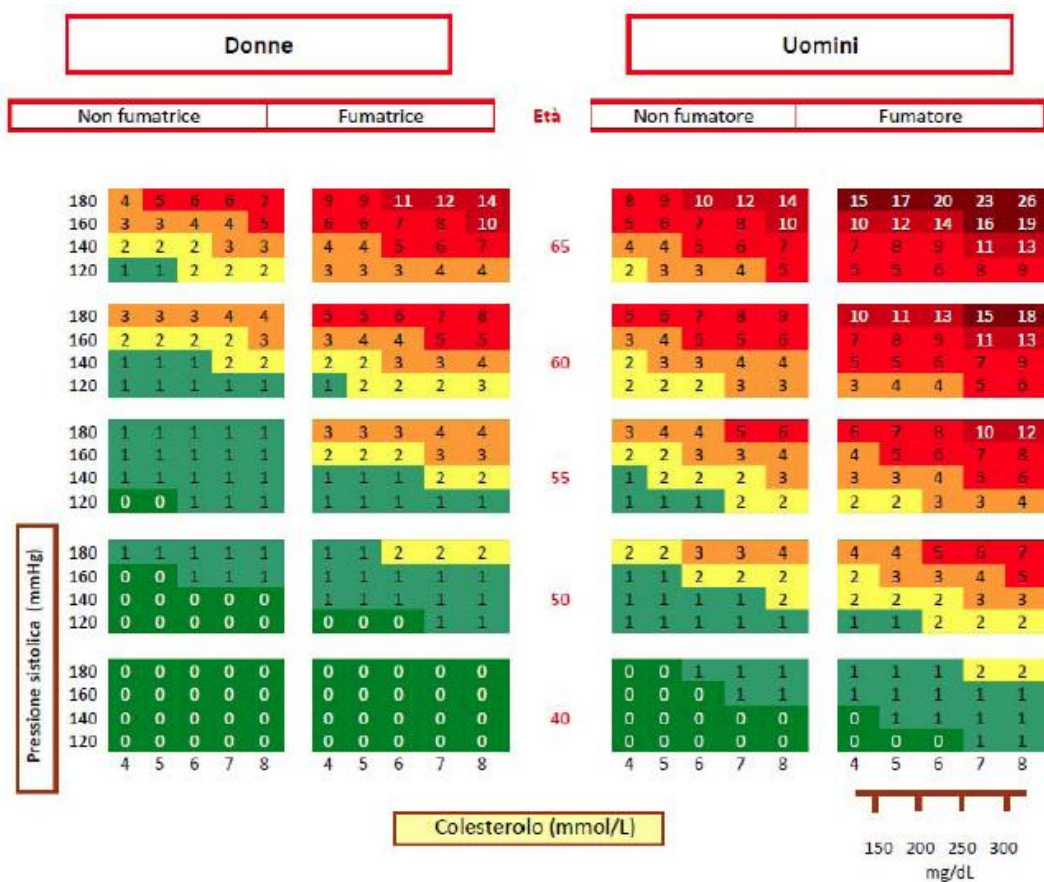 Donne Uomini
Non fumatrice Fumatrice Età Non fumatore Fumatore
180 4 5 6 6 7 9 9 11 12 14 8 9 10 12 14 15 17 20 23 26
160 3 3 4 4 5 6 6 7 8 10 5 6 7 8 10 10 12 14 16 19
65
140 2 2 2 3 3 4 4 5 6 7 4 4 5 6 7 7 8 9 11 13
120 1 1 2 2 2 3 3 3 4 4 2 3 3 4 5 5 5 6 8 9
180 3 3 3 4 4 5 5 6 7 8 5 6 7 8 9 10 11 13 15 18
160 2 2 2 2 3 3 4 4 5 5 3 4 5 5 6 7 8 9 11 13
60
140 1 1 1 2 2 2 2 3 3 4 2 3 3 4 4 5 5 6 7 9
120 1 1 1 1 1 1 2 2 2 3 2 2 2 3 3 3 4 4 5 6
180 1 1 1 1 1 3 3 3 4 4 3 4 4 5 6 6 7 8 10 12
160 1 1 1 1 1 2 2 2 3 3 2 2 3 3 4 4 5 6 7 8
55
140 1 1 1 1 1 1 1 1 2 2 1 2 2 2 3 3 3 4 5 6
120 0 0 1 1 1 1 1 1 1 1 1 1 1 2 2 2 2 3 3 4
Pressione sistolica (mmHg)
180 1 1 1 1 1 1 1 2 2 2 2 2 3 3 4 4 4 5 6 7
160 0 0 1 1 1 1 1 1 1 1 1 1 2 2 2 2 3 3 4 5
50
140 0 0 0 0 0 1 1 1 1 1 1 1 1 1 2 2 2 2 3 3
120 0 0 0 0 0 0 0 0 1 1 1 1 1 1 1 1 1 2 2 2
180 0 0 0 0 0 0 0 0 0 0 0 0 1 1 1 1 1 1 2 2
160 0 0 0 0 0 0 0 0 0 0 0 0 0 1 1 1 1 1 1 1
40
140 0 0 0 0 0 0 0 0 0 0 0 0 0 0 0 0 1 1 1 1
120 0 0 0 0 0 0 0 0 0 0 0 0 0 0 0 0 0 0 1 1
4 5 6 7 8 4 5 6 7 8 4 5 6 7 8 4 5 6 7 8
Colesterolo (mmol/L)
150 200 250 300
mg/dL